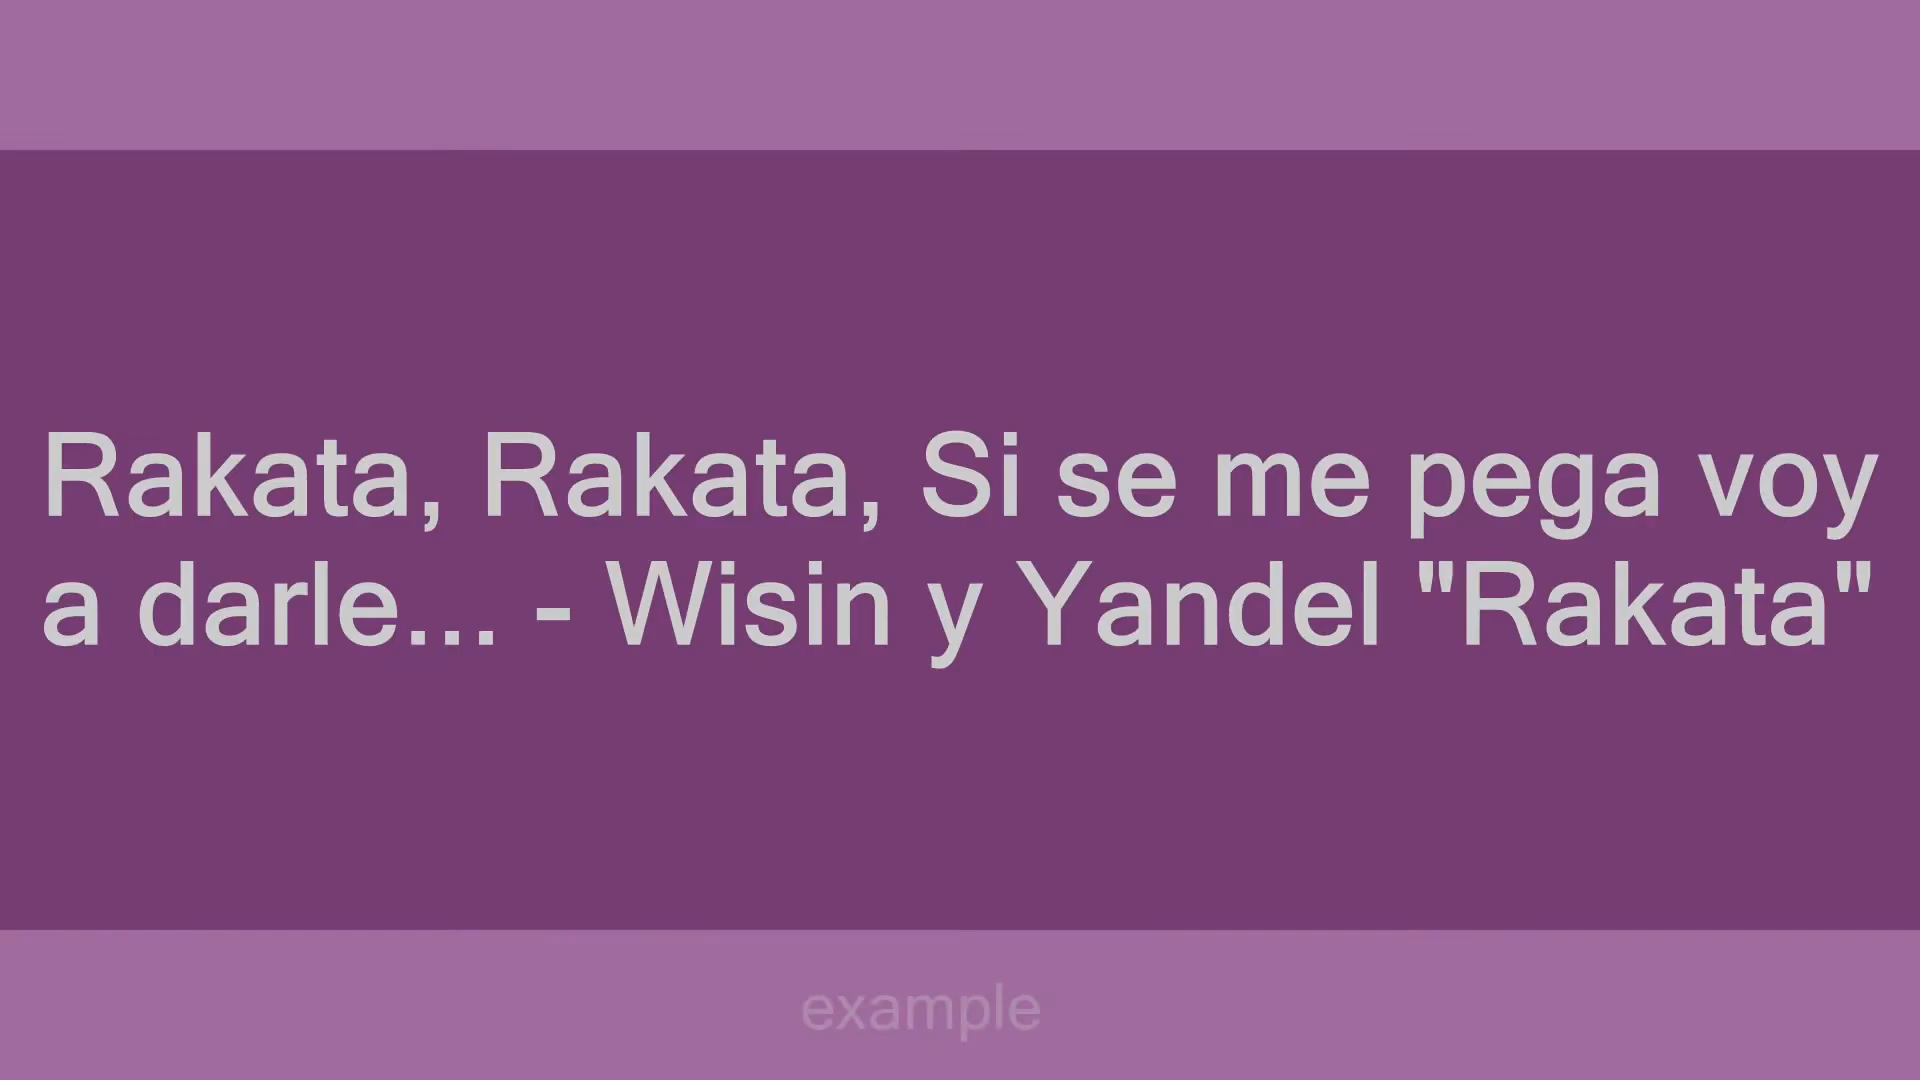 Rakata, Rakata, Si se me pega voy
a darle... - Wisin y Yandel "Rakata"
example